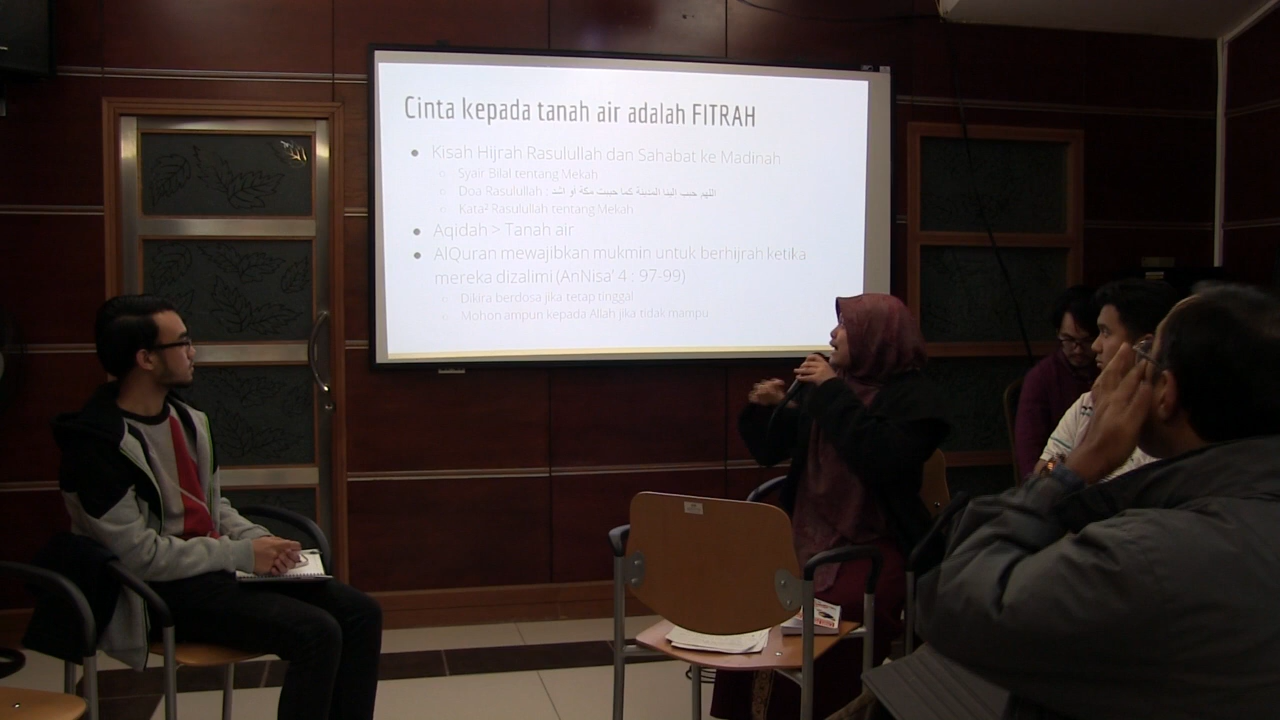 Cinta kepada tanah air adalah FITRAH
Kisah Hijrah Rasulullah dan Sahabat ke Madinah
Syair Bilal tentang Mekah
Doa Rasulullah : اللهم حبب الينا المدينة كما حببت مكة او اشد
Kata² Rasulullah tentang Mekah
Aqidah > Tanah air
AlQuran mewajibkan mukmin untuk berhijrah ketika
mereka dizalimi (AnNisa' 4 : 97-99)
Dikira berdosa jika tetap tinggal
Mohon ampun kepada Allah jika tidak mampu